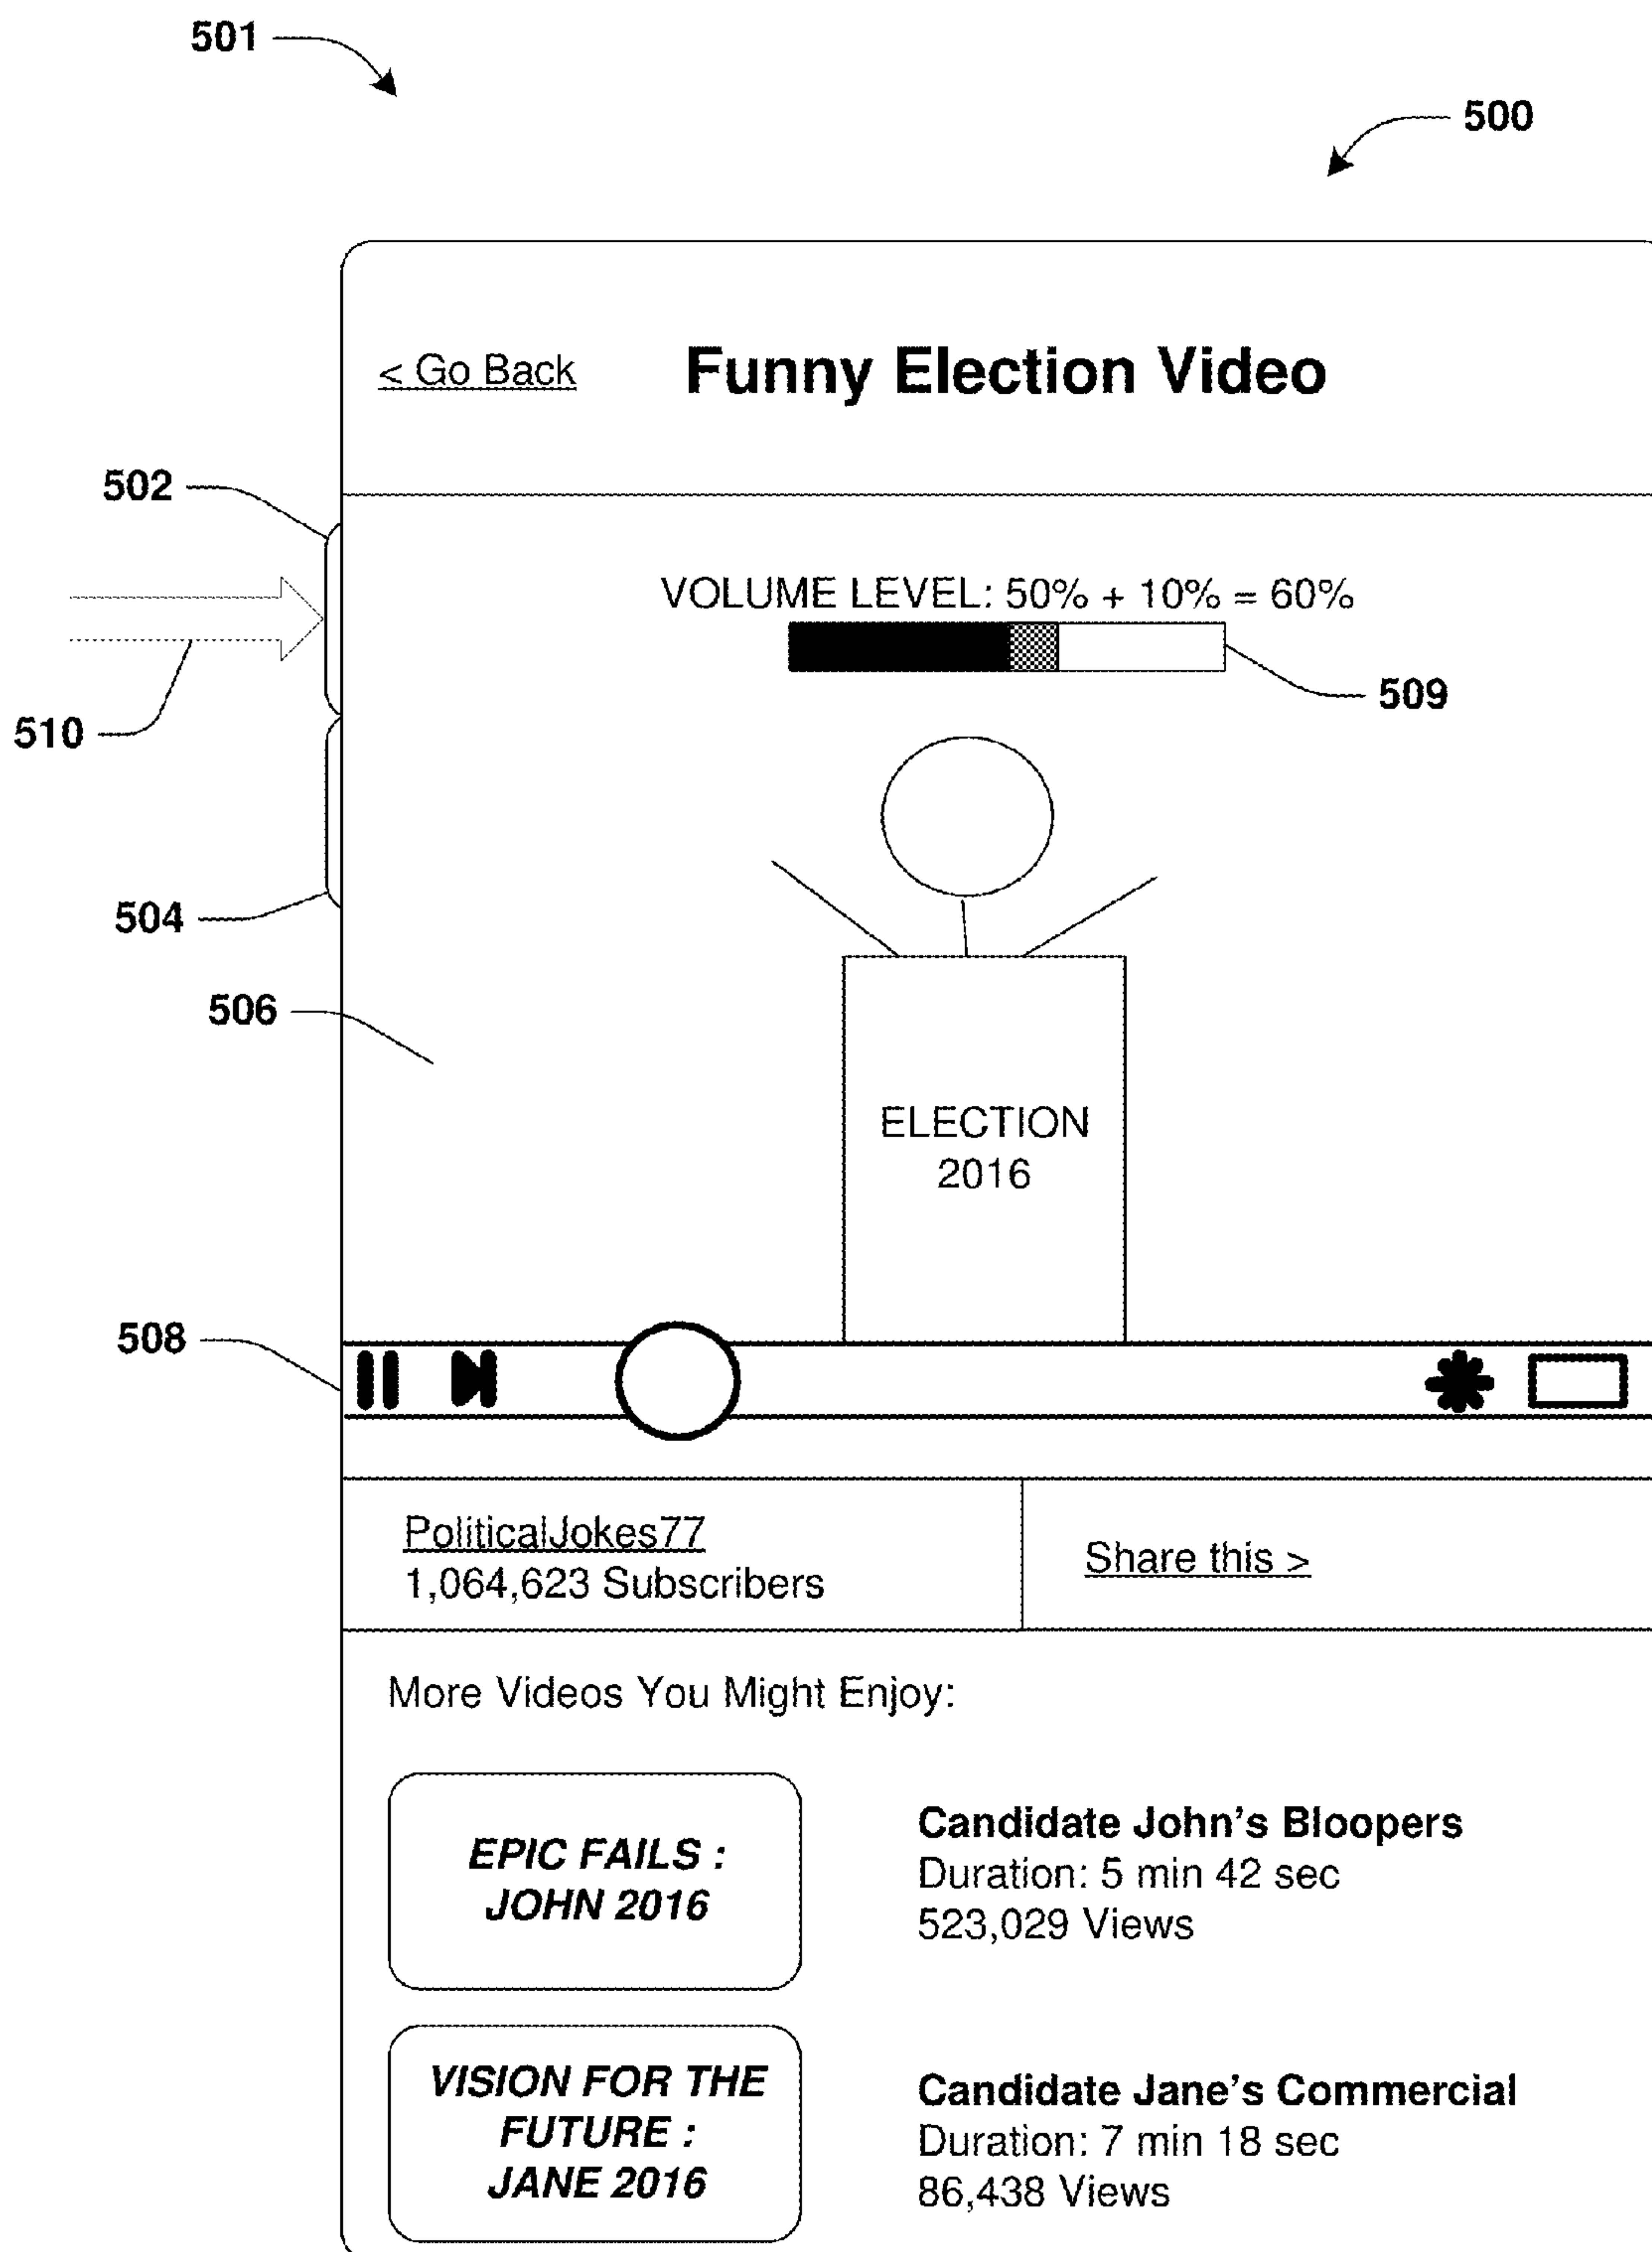 501
500
< Go Back
Funny Election Video
502
VOLUME LEVEL: 50% + 10% = 60%
509
510
504
506
ELECTION
2016
508
PoliticalJokes77
1,064,623 Subscribers
Share this >
More Videos You Might Enjoy:
EPIC FAILS :
JOHN 2016
Candidate John's Bloopers
Duration: 5 min 42 sec
523,029 Views
VISION FOR THE
FUTURE :
JANE 2016
Candidate Jane's Commercial
Duration: 7 min 18 sec
86,438 Views